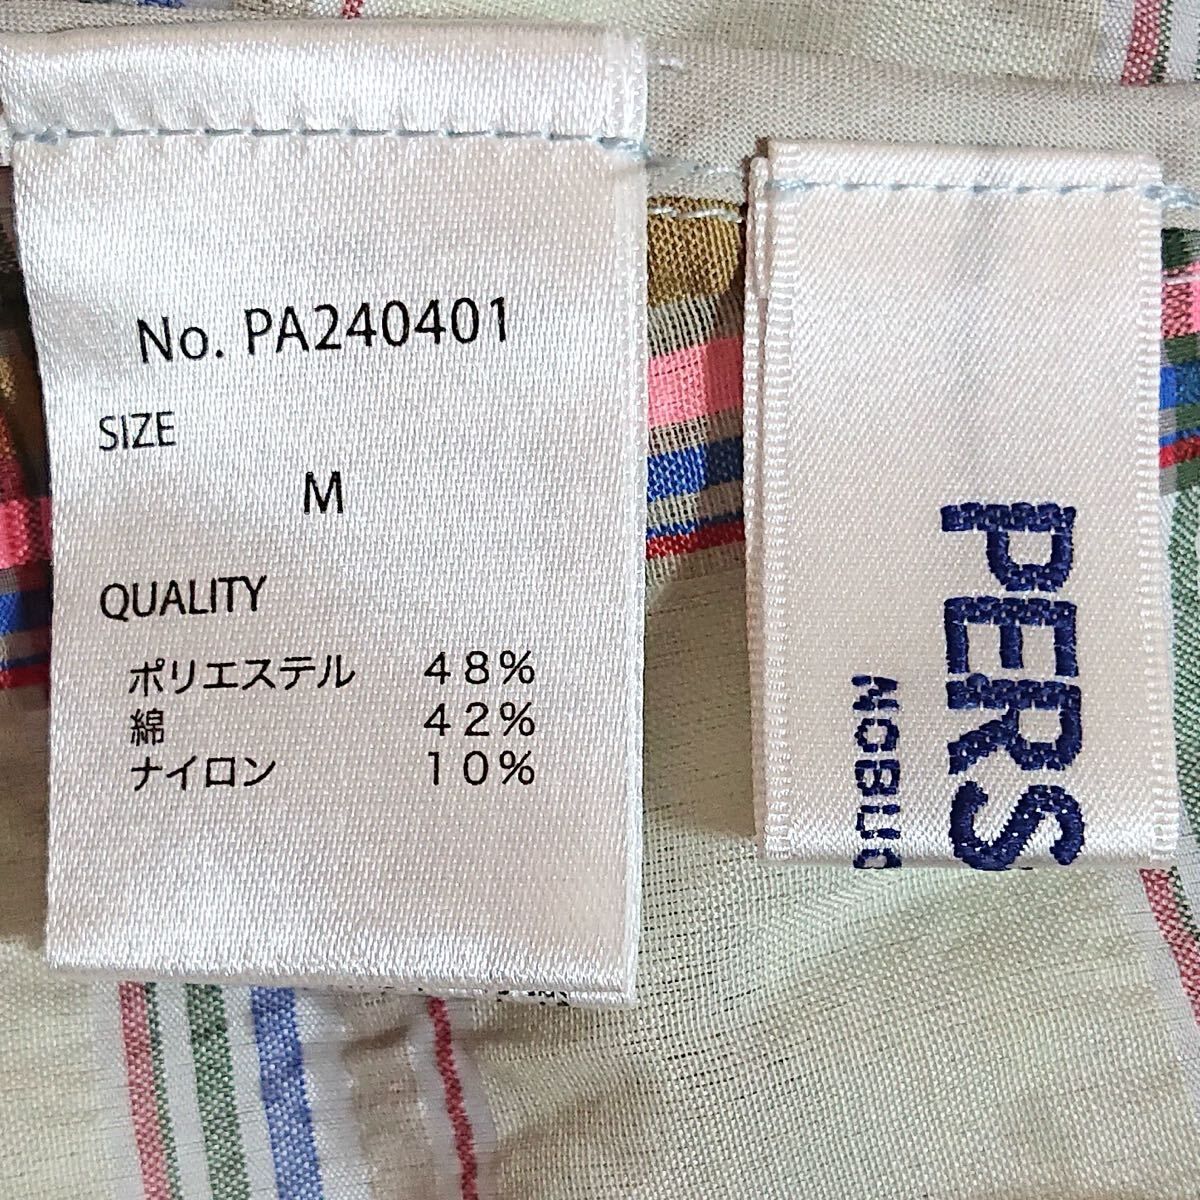 No. PA240401
SIZE
M
QUALITY
ポリエステル 48%
綿 42%
ナイロン 10%
PERS